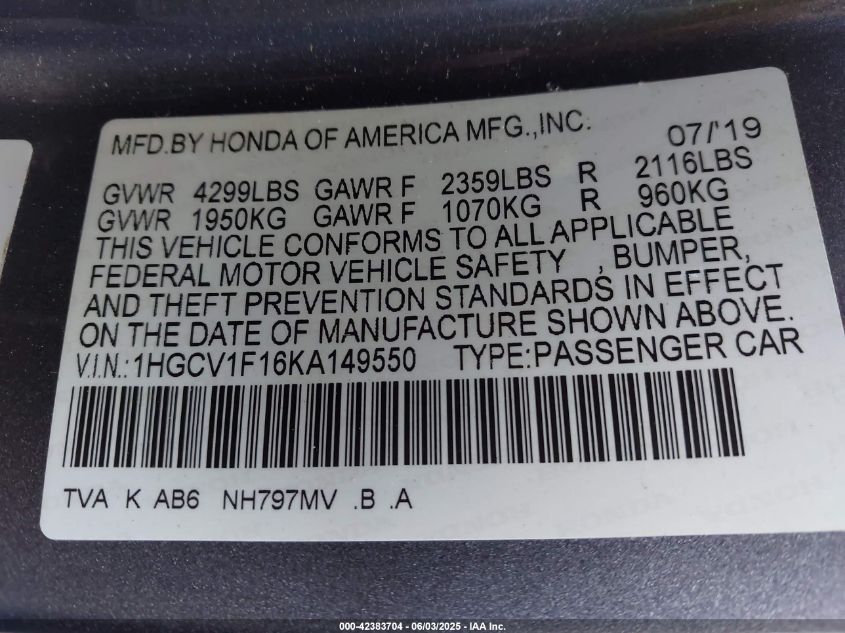 MFD.BY HONDA OF AMERICA MFG.,INC. 07/'19
GVWR 4299LBS GAWR F 2359LBS R 2116LBS
GVWR 1950KG GAWR F 1070KG R 960KG
THIS VEHICLE CONFORMS TO ALL APPLICABLE
FEDERAL MOTOR VEHICLE SAFETY , BUMPER,
AND THEFT PREVENTION STANDARDS IN EFFECT
ON THE DATE OF MANUFACTURE SHOWN ABOVE.
V.I.N.:1HGCV1F16KA149550 TYPE:PASSENGER CAR
TVA K AB6 NH797MV .B .A
HONDA HONDA
000-42383704 | 06/03/2025 - IAA Inc.